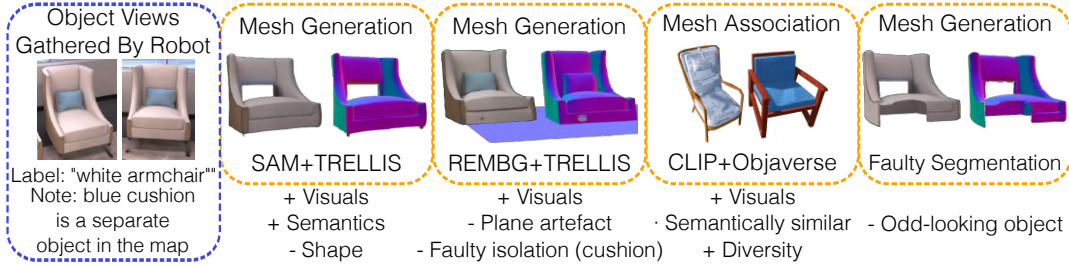 Object Views
Gathered By Robot
Label: "white armchair""
Note: blue cushion
is a separate
object in the map
Mesh Generation
SAM+TRELLIS
+ Visuals
+ Semantics
- Shape
Mesh Generation
REMBG+TRELLIS
+ Visuals
- Plane artefact
- Faulty isolation (cushion)
Mesh Association
CLIP+Objaverse
+ Visuals
· Semantically similar
+ Diversity
Mesh Generation
Faulty Segmentation
- Odd-looking object